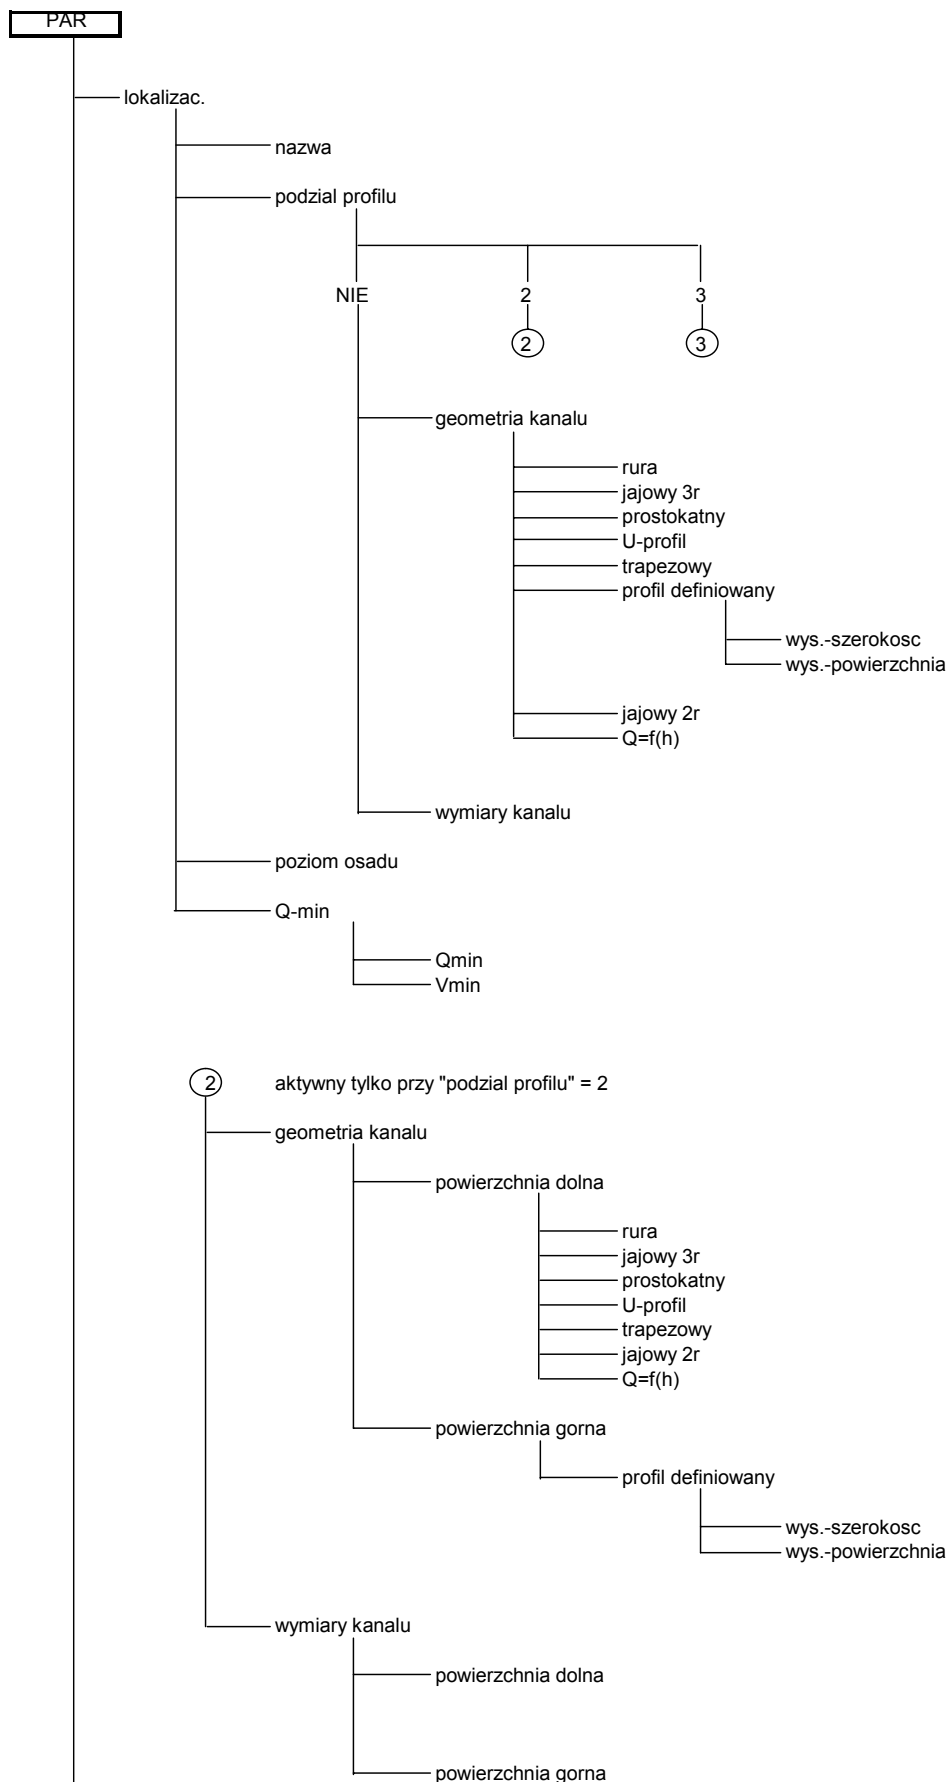 PAR
lokalizac.
nazwa
podzial profilu
NIE 2 3
2 3
geometria kanalu
rura
jajowy 3r
prostokatny
U-profil
trapezowy
profil definiowany
wys.-szerokosc
wys.-powierzchnia
jajowy 2r
Q=f(h)
wymiary kanalu
poziom osadu
Q-min
Qmin
Vmin
2 aktywny tylko przy "podzial profilu" = 2
geometria kanalu
powierzchnia dolna
rura
jajowy 3r
prostokatny
U-profil
trapezowy
jajowy 2r
Q=f(h)
powierzchnia gorna
profil definiowany
wys.-szerokosc
wys.-powierzchnia
wymiary kanalu
powierzchnia dolna
powierzchnia gorna